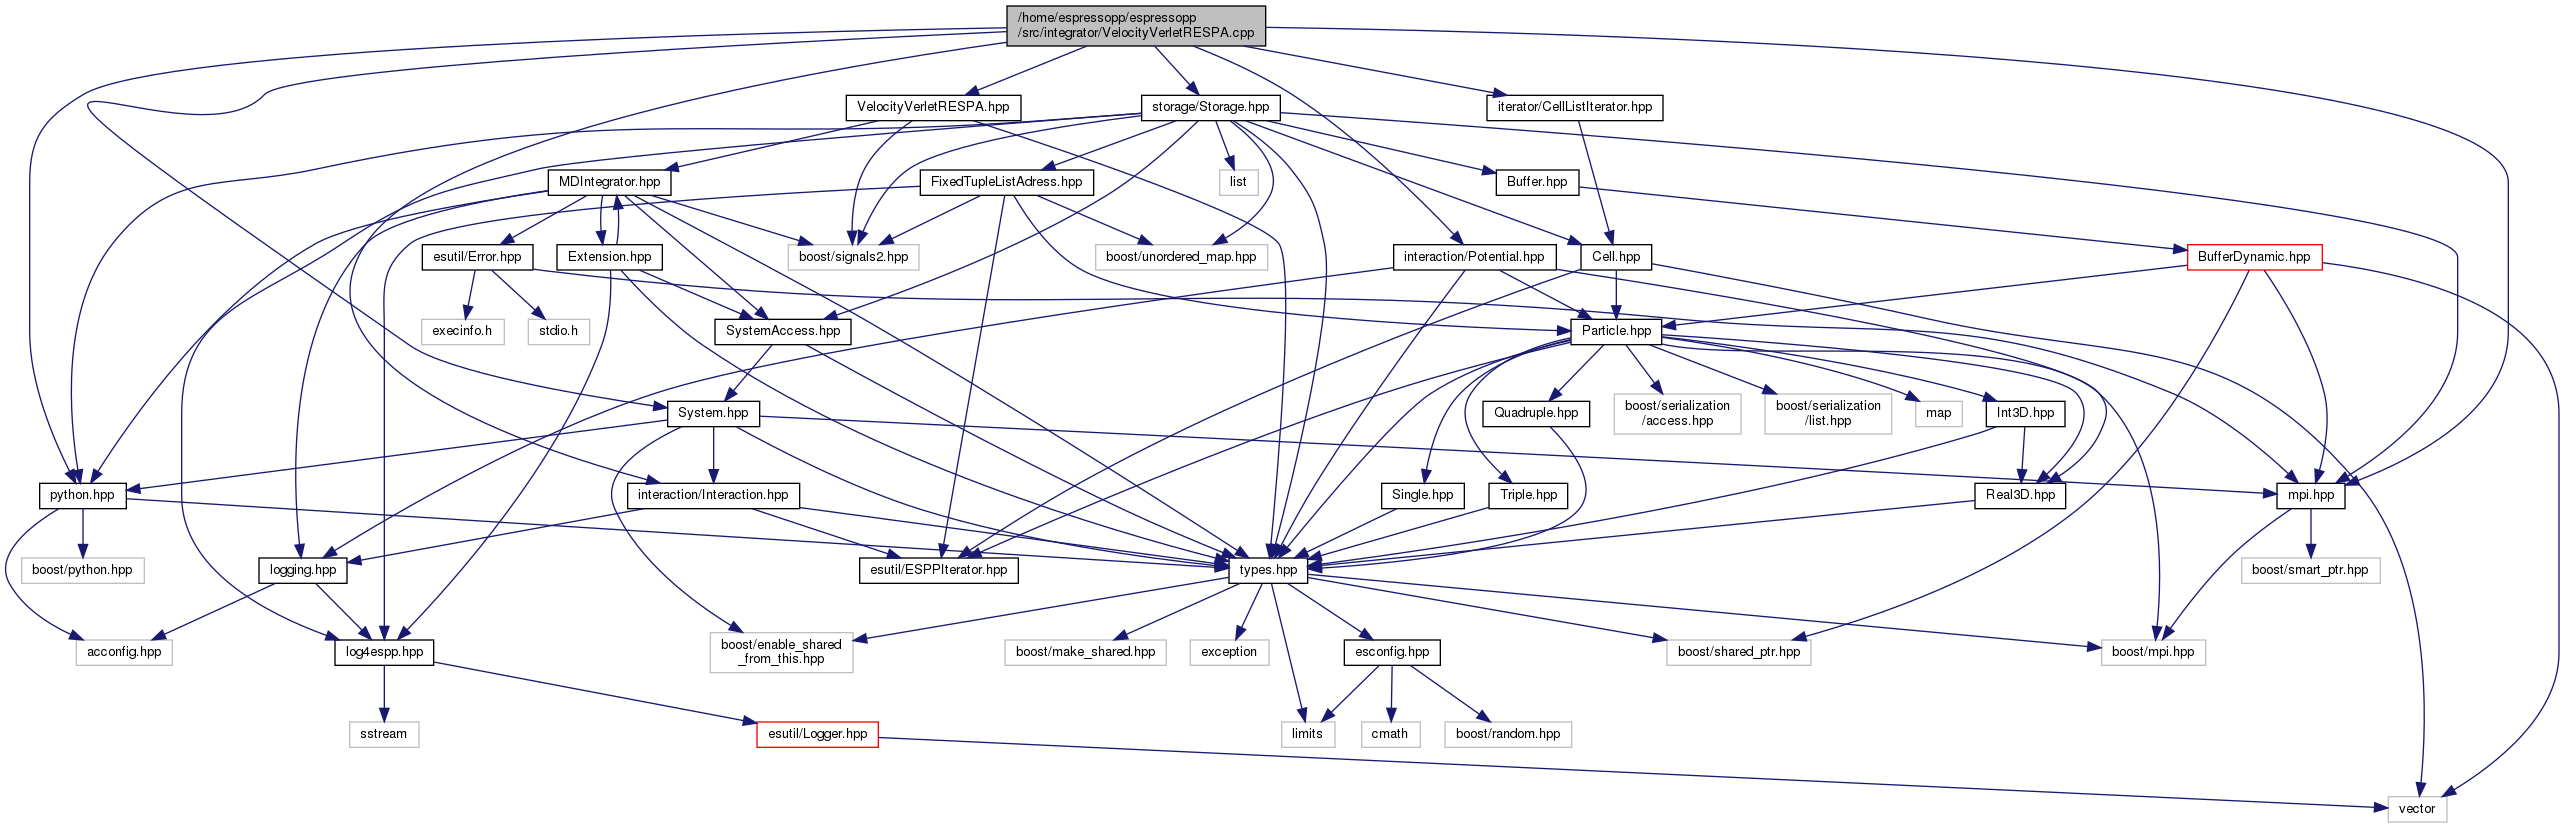 /home/espressopp/espressopp
/src/integrator/VelocityVerletRESPA.cpp
VelocityVerletRESPA.hpp
storage/Storage.hpp
iterator/CellListIterator.hpp
MDIntegrator.hpp
FixedTupleListAdress.hpp
list
Buffer.hpp
esutil/Error.hpp
Extension.hpp
boost/signals2.hpp
boost/unordered_map.hpp
interaction/Potential.hpp
Cell.hpp
BufferDynamic.hpp
execinfo.h
stdio.h
SystemAccess.hpp
Particle.hpp
System.hpp
Quadruple.hpp
boost/serialization
/access.hpp
boost/serialization
/list.hpp
map
Int3D.hpp
python.hpp
interaction/Interaction.hpp
Single.hpp
Triple.hpp
Real3D.hpp
mpi.hpp
boost/python.hpp
logging.hpp
esutil/ESPPIterator.hpp
types.hpp
boost/smart_ptr.hpp
acconfig.hpp
log4espp.hpp
boost/enable_shared
_from_this.hpp
boost/make_shared.hpp
exception
esconfig.hpp
boost/shared_ptr.hpp
boost/mpi.hpp
sstream
esutil/Logger.hpp
limits
cmath
boost/random.hpp
vector